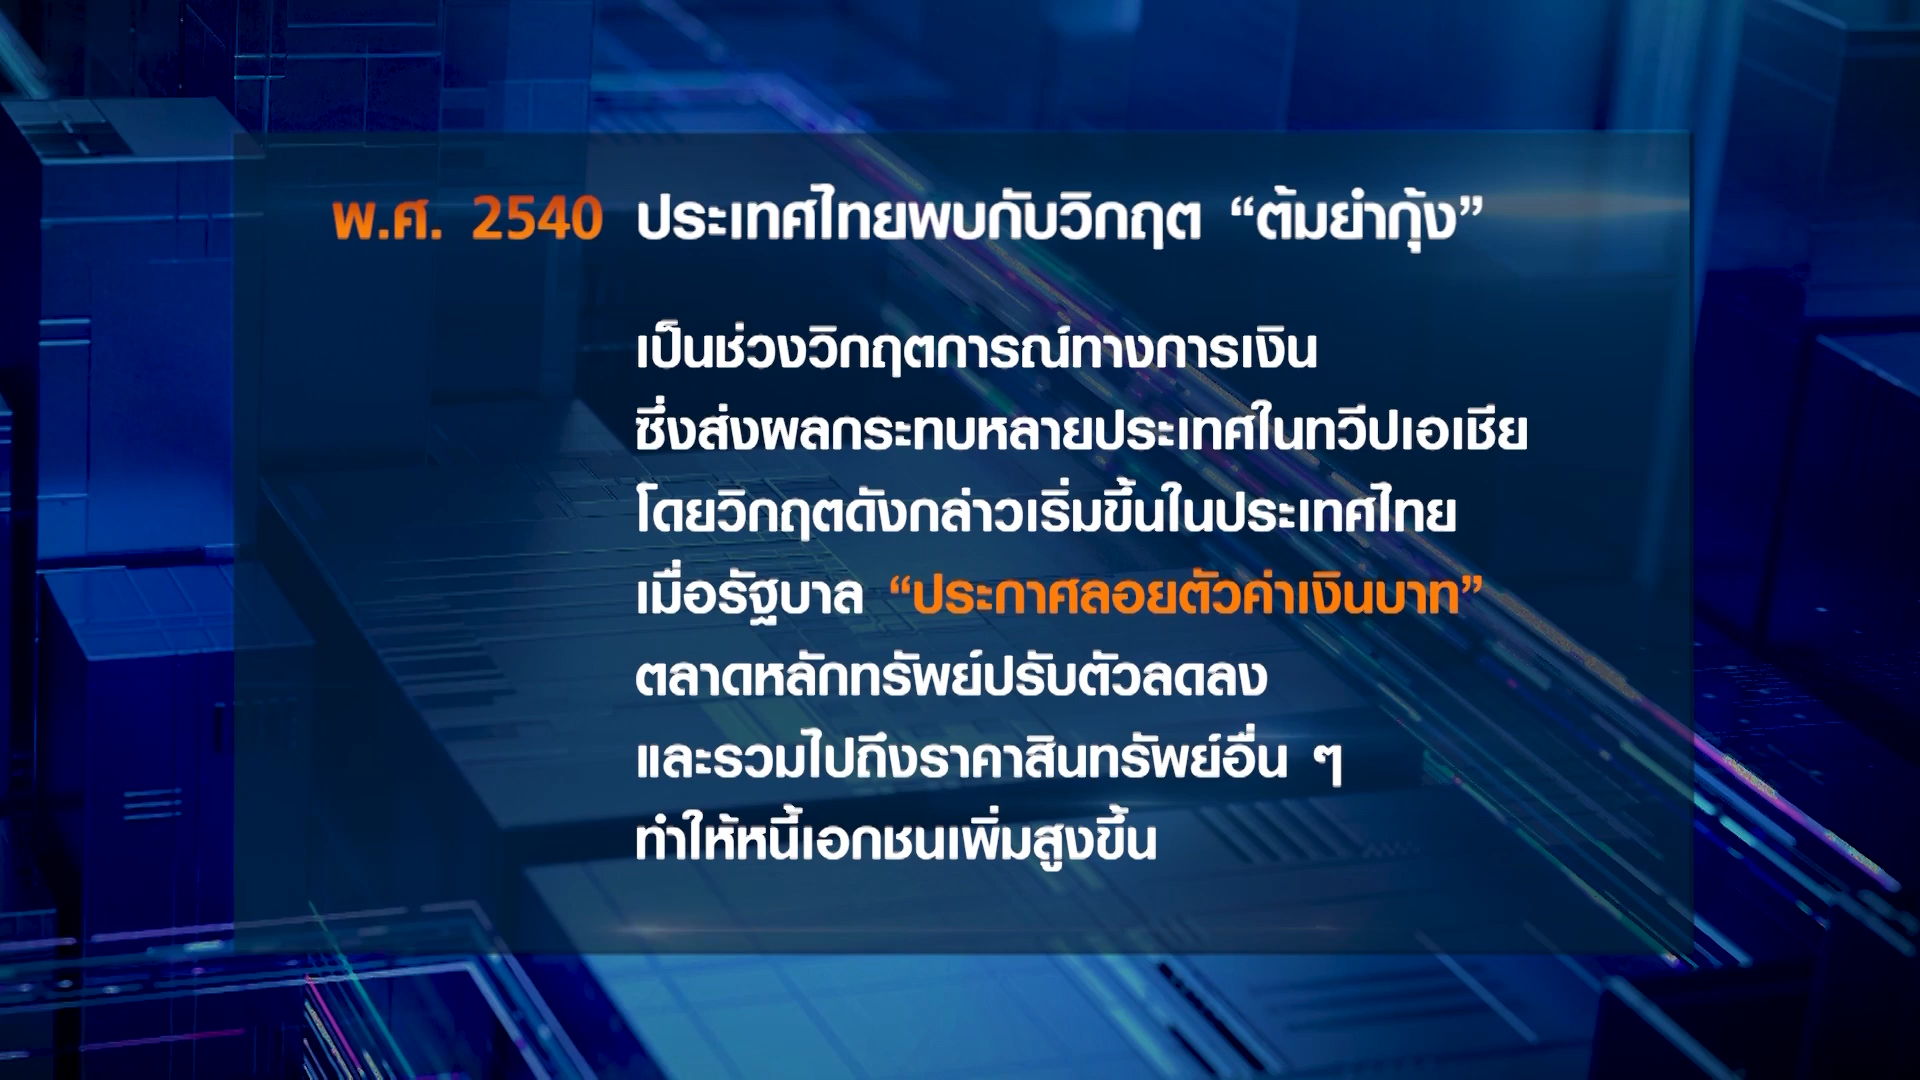 พ.ศ. 2540 ประเทศไทยพบกับวิกฤต “ต้มยำกุ้ง”
เป็นช่วงวิกฤตการณ์ทางการเงิน
ซึ่งส่งผลกระทบหลายประเทศในทวีปเอเชีย
โดยวิกฤตดังกล่าวเริ่มขึ้นในประเทศไทย
เมื่อรัฐบาล “ประกาศลอยตัวค่าเงินบาท”
ตลาดหลักทรัพย์ปรับตัวลดลง
และรวมไปถึงราคาสินทรัพย์อื่น ๆ
ทำให้หนี้เอกชนเพิ่มสูงขึ้น